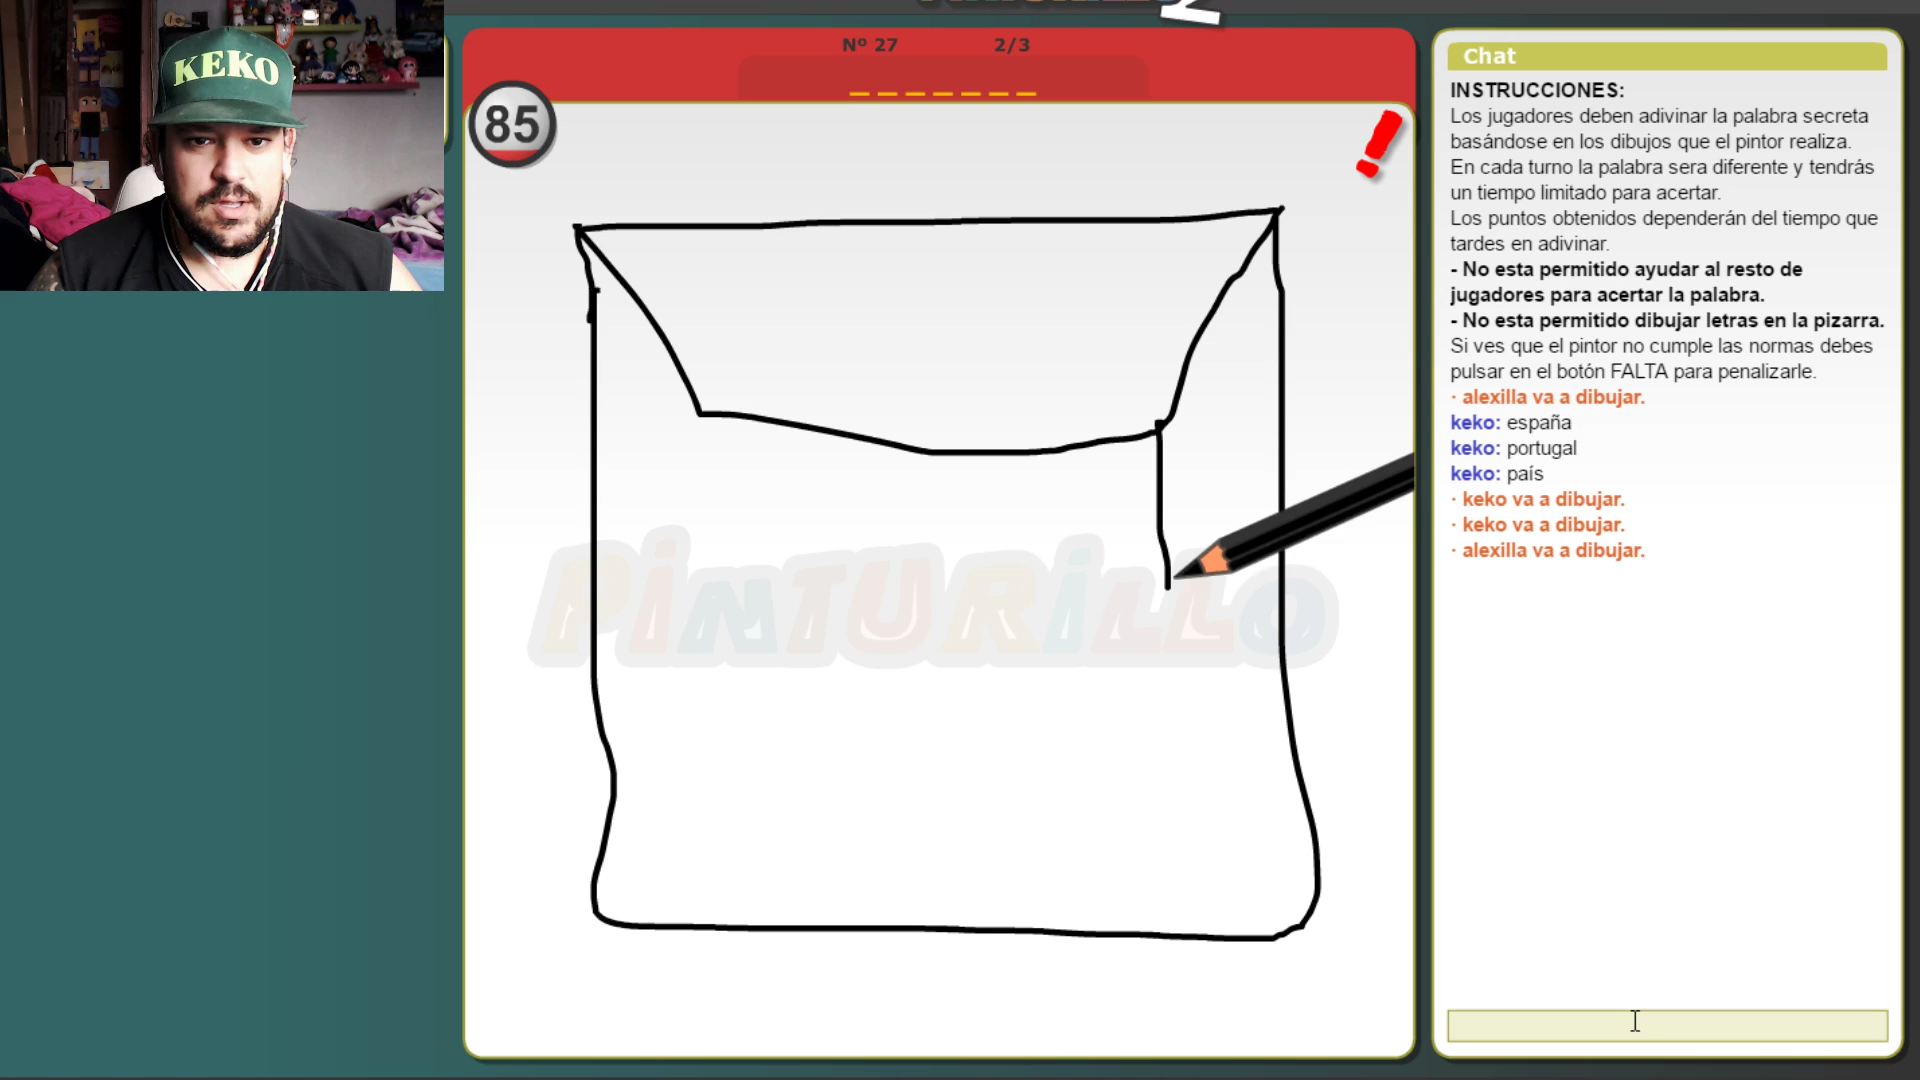 KEKO
Nº 27
2/3
_ _ _ _ _ _ _
85
PiNTURiLLO
Chat
INSTRUCCIONES:
Los jugadores deben adivinar la palabra secreta
basándose en los dibujos que el pintor realiza.
En cada turno la palabra sera diferente y tendrás
un tiempo limitado para acertar.
Los puntos obtenidos dependerán del tiempo que
tardes en adivinar.
- No esta permitido ayudar al resto de
jugadores para acertar la palabra.
- No esta permitido dibujar letras en la pizarra.
Si ves que el pintor no cumple las normas debes
pulsar en el botón FALTA para penalizarle.
· alexilla va a dibujar.
keko: españa
keko: portugal
keko: país
· keko va a dibujar.
· keko va a dibujar.
· alexilla va a dibujar.